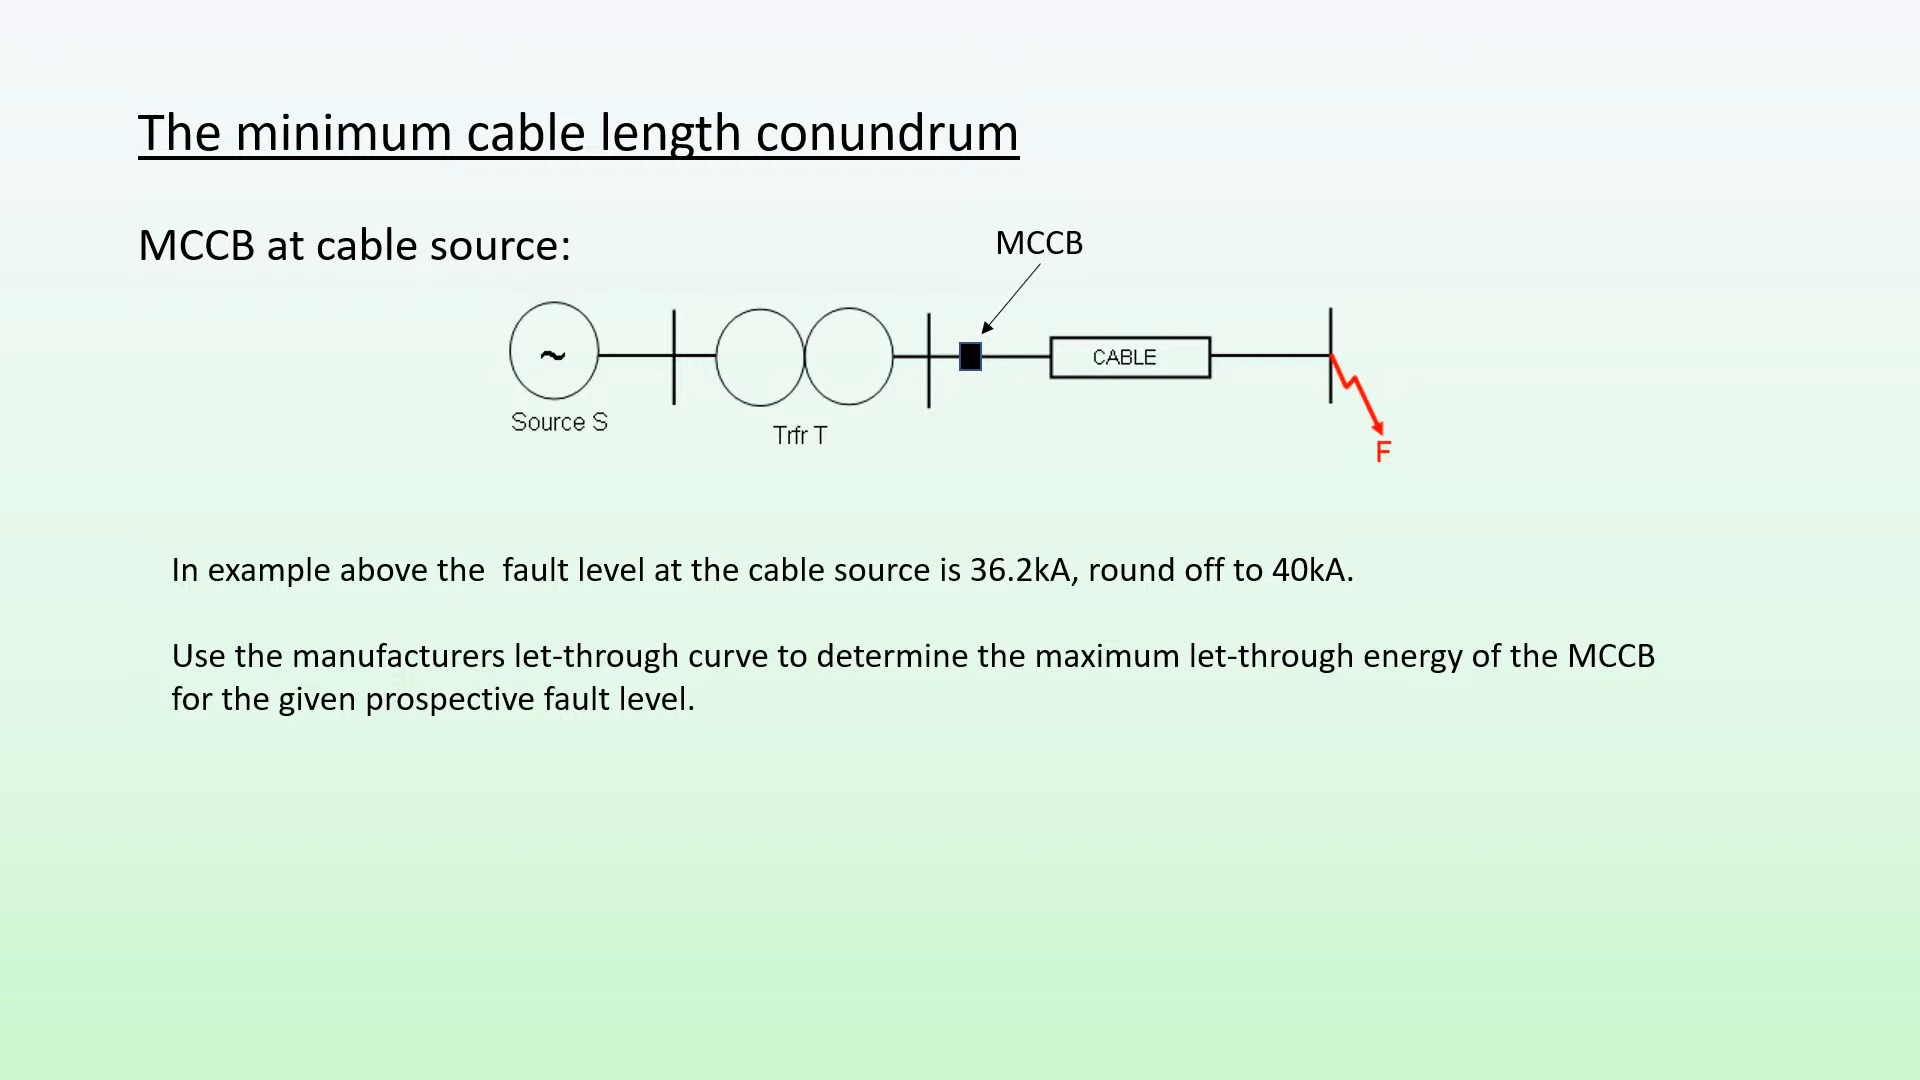 The minimum cable length conundrum
MCCB at cable source:
MCCB
~
CABLE
Source S
Trfr T
F
In example above the  fault level at the cable source is 36.2kA, round off to 40kA.
Use the manufacturers let-through curve to determine the maximum let-through energy of the MCCB
for the given prospective fault level.